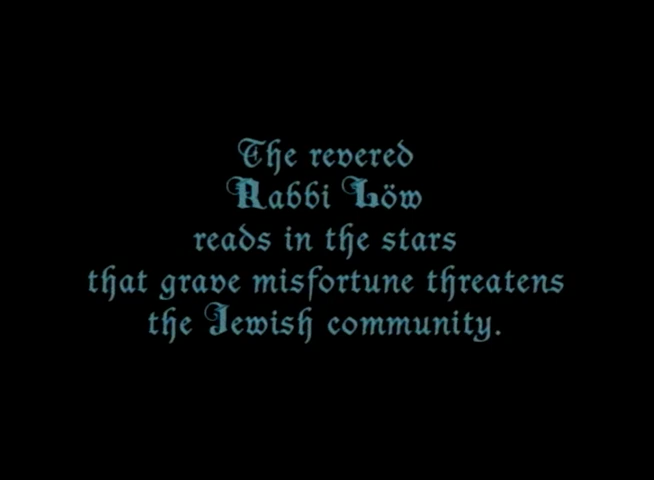 The revered
Rabbi Löw
reads in the stars
that grave misfortune threatens
the Jewish community.